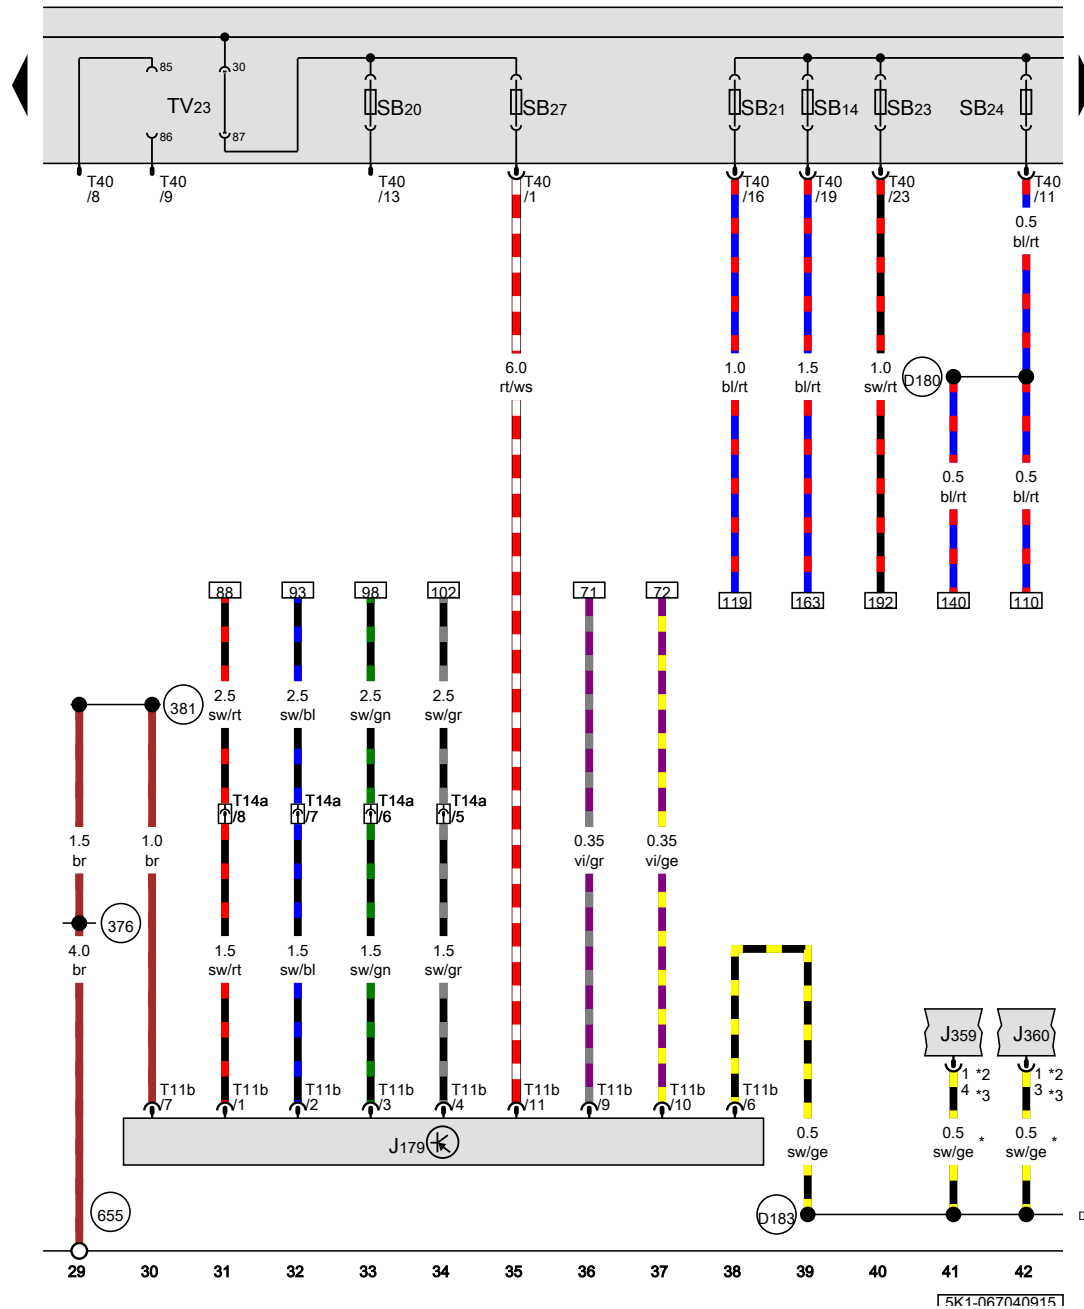 85
30
TV23
SB20
SB27
SB21
SB14
SB23
SB24
86
87
T40
/8
T40
/9
T40
/13
T40
/1
T40
/16
T40
/19
T40
/23
T40
/11
0.5
bl/rt
6.0
rt/ws
1.0
bl/rt
1.5
bl/rt
1.0
sw/rt
D180
0.5
bl/rt
0.5
bl/rt
88
93
98
102
71
72
119
163
192
140
110
381
2.5
sw/rt
2.5
sw/bl
2.5
sw/gn
2.5
sw/gr
T14a
/8
T14a
/7
T14a
/6
T14a
/5
1.5
br
1.0
br
0.35
vi/gr
0.35
vi/ge
376
4.0
br
1.5
sw/rt
1.5
sw/bl
1.5
sw/gn
1.5
sw/gr
J359
J360
1 *2
4 *3
1 *2
3 *3
T11b
/7
T11b
/1
T11b
/2
T11b
/3
T11b
/4
T11b
/11
T11b
/9
T11b
/10
T11b
/6
J179
0.5
sw/ge
0.5
sw/ge *
0.5
sw/ge *
655
D183
D
29 30 31 32 33 34 35 36 37 38 39 40 41 42
5K1-067040915